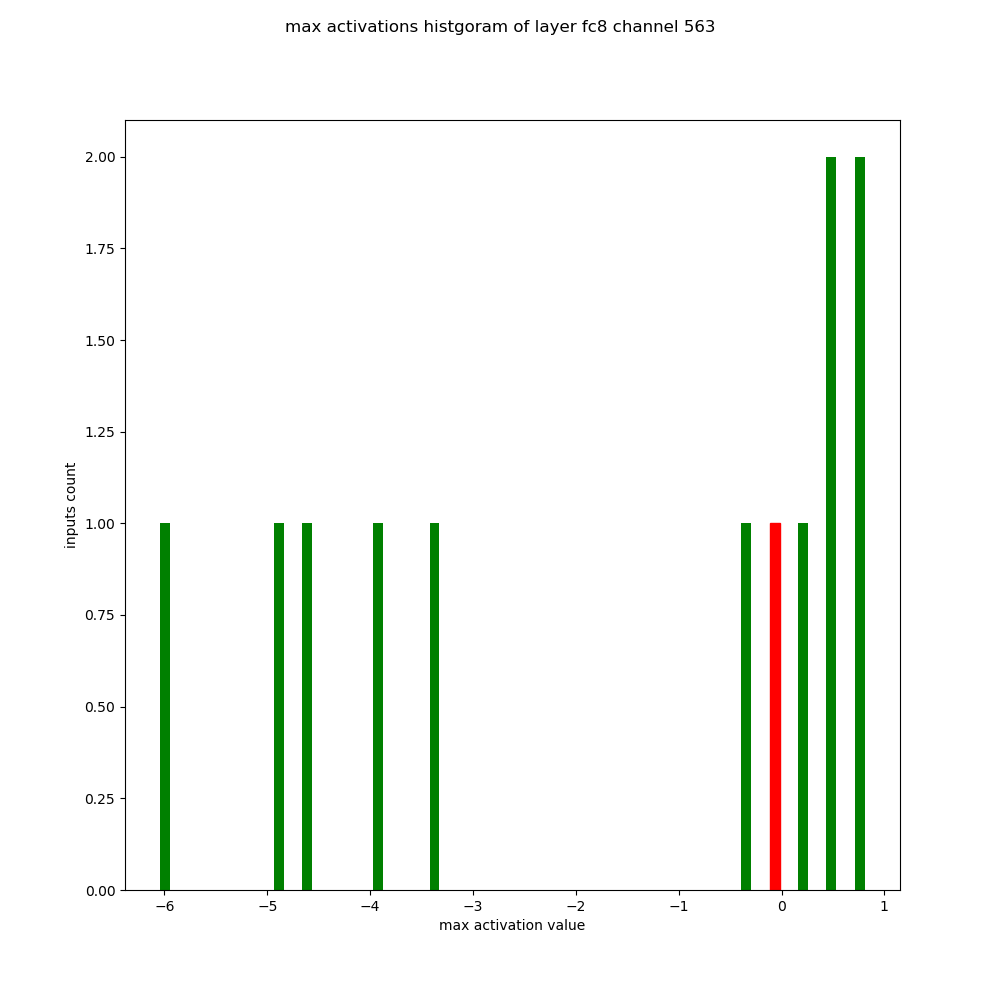 max activations histgoram of layer fc8 channel 563
2.00
1.75
1.50
1.25
1.00
0.75
0.50
0.25
0.00
inputs count
−6 −5 −4 −3 −2 −1 0 1
max activation value